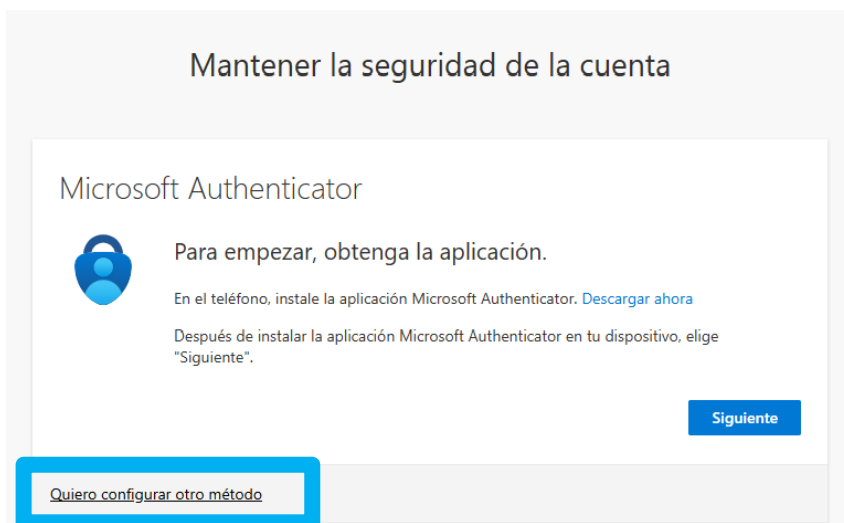 Mantener la seguridad de la cuenta
Microsoft Authenticator
Para empezar, obtenga la aplicación.
En el teléfono, instale la aplicación Microsoft Authenticator. Descargar ahora
Después de instalar la aplicación Microsoft Authenticator en tu dispositivo, elige
"Siguiente".
Siguiente
Quiero configurar otro método